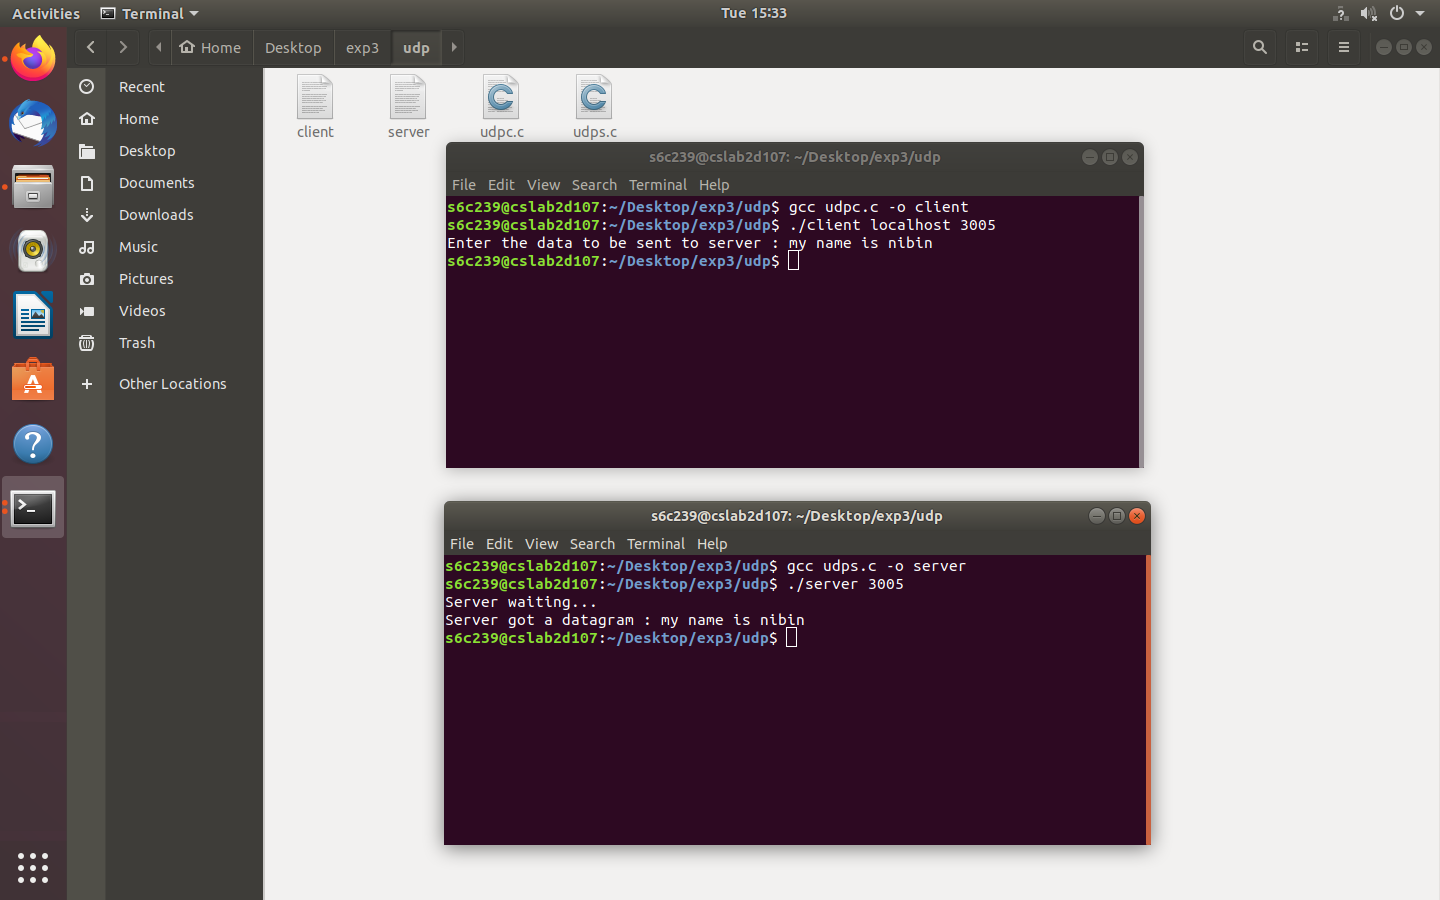 Activities Terminal Tue 15:33
Home Desktop exp3 udp
Recent
Home
Desktop
Documents
Downloads
Music
Pictures
Videos
Trash
Other Locations
client server udpc.c udps.c
s6c239@cslab2d107: ~/Desktop/exp3/udp
File Edit View Search Terminal Help
s6c239@cslab2d107:~/Desktop/exp3/udp$ gcc udpc.c -o client
s6c239@cslab2d107:~/Desktop/exp3/udp$ ./client localhost 3005
Enter the data to be sent to server : my name is nibin
s6c239@cslab2d107:~/Desktop/exp3/udp$
s6c239@cslab2d107: ~/Desktop/exp3/udp
File Edit View Search Terminal Help
s6c239@cslab2d107:~/Desktop/exp3/udp$ gcc udps.c -o server
s6c239@cslab2d107:~/Desktop/exp3/udp$ ./server 3005
Server waiting...
Server got a datagram : my name is nibin
s6c239@cslab2d107:~/Desktop/exp3/udp$